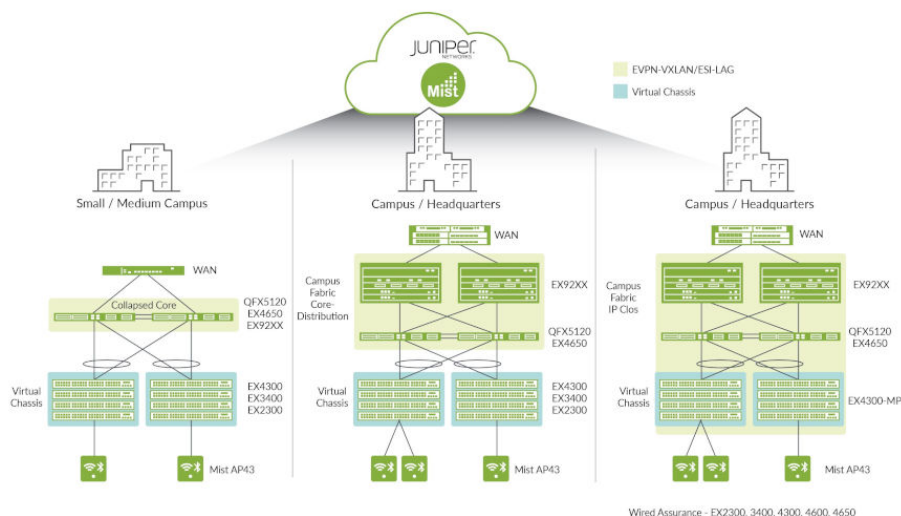 JUNIPER
NETWORKS
Mist
EVPN-VXLAN/ESI-LAG
Virtual Chassis
Small / Medium Campus
WAN
Collapsed Core
QFX5120
EX4650
EX92XX
Virtual
Chassis
EX4300
EX3400
EX2300
Mist AP43
Campus / Headquarters
WAN
Campus
Fabric
Core-
Distribution
EX92XX
QFX5120
EX4650
Virtual
Chassis
EX4300
EX3400
EX2300
Mist AP43
Campus / Headquarters
WAN
Campus
Fabric
IP Clos
EX92XX
QFX5120
EX4650
Virtual
Chassis
EX4300-MP
Mist AP43
Wired Assurance - EX2300, 3400, 4300, 4600, 4650